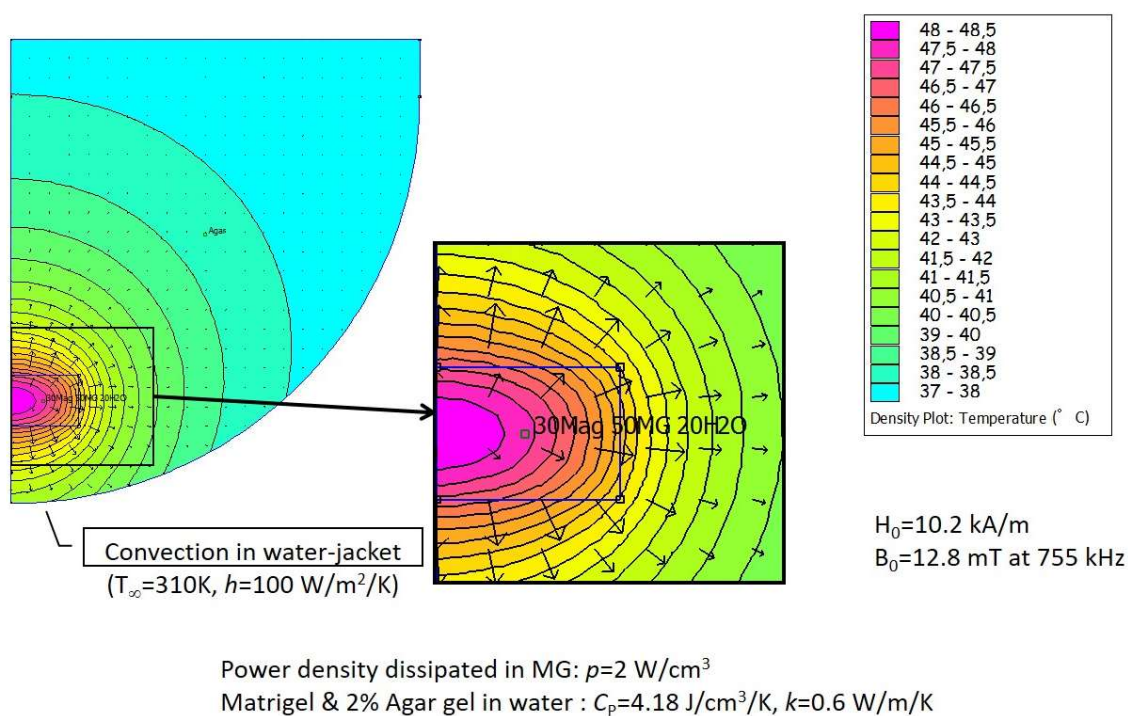 48 - 48,5
47,5 - 48
47 - 47,5
46,5 - 47
46 - 46,5
45,5 - 46
45 - 45,5
44,5 - 45
44 - 44,5
43,5 - 44
43 - 43,5
42 - 43
41,5 - 42
41 - 41,5
40,5 - 41
40 - 40,5
39 - 40
38,5 - 39
38 - 38,5
37 - 38
Density Plot: Temperature (° C)
Agar
30Mag 50MG 20H2O
30Mag 50MG 20H2O
Convection in water-jacket
(T∞=310K, h=100 W/m²/K)
H₀=10.2 kA/m
B₀=12.8 mT at 755 kHz
Power density dissipated in MG: p=2 W/cm³
Matrigel & 2% Agar gel in water : Cₚ=4.18 J/cm³/K, k=0.6 W/m/K